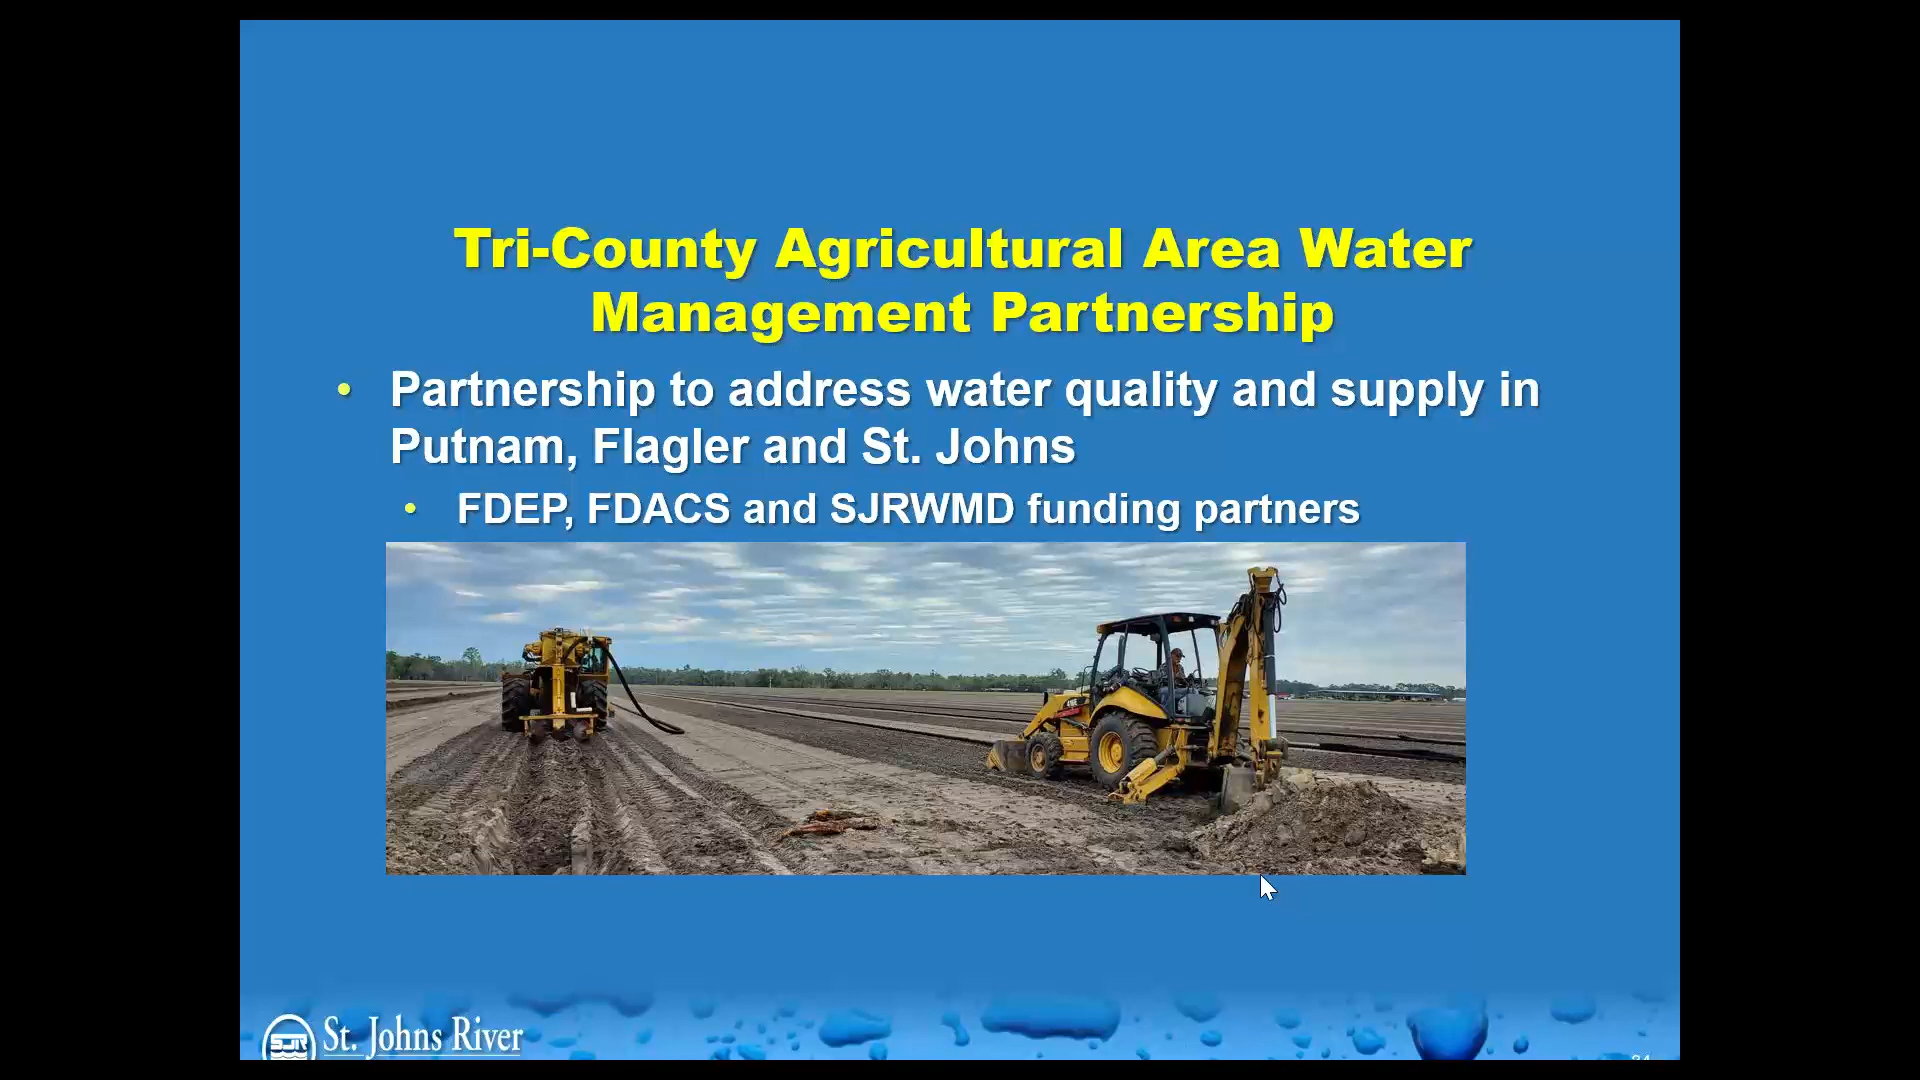 Tri-County Agricultural Area Water
Management Partnership
• Partnership to address water quality and supply in
Putnam, Flagler and St. Johns
• FDEP, FDACS and SJRWMD funding partners
SJR
St. Johns River